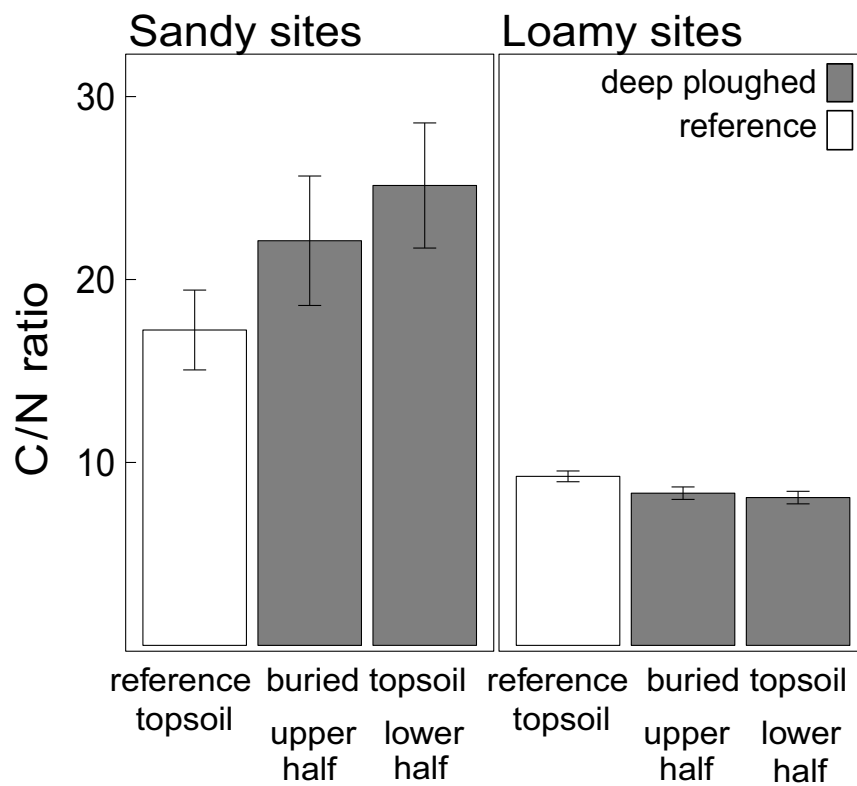 Sandy sites
Loamy sites
deep ploughed
reference
30
20
10
C/N ratio
reference topsoil
buried topsoil
upper half
lower half
reference topsoil
buried topsoil
upper half
lower half